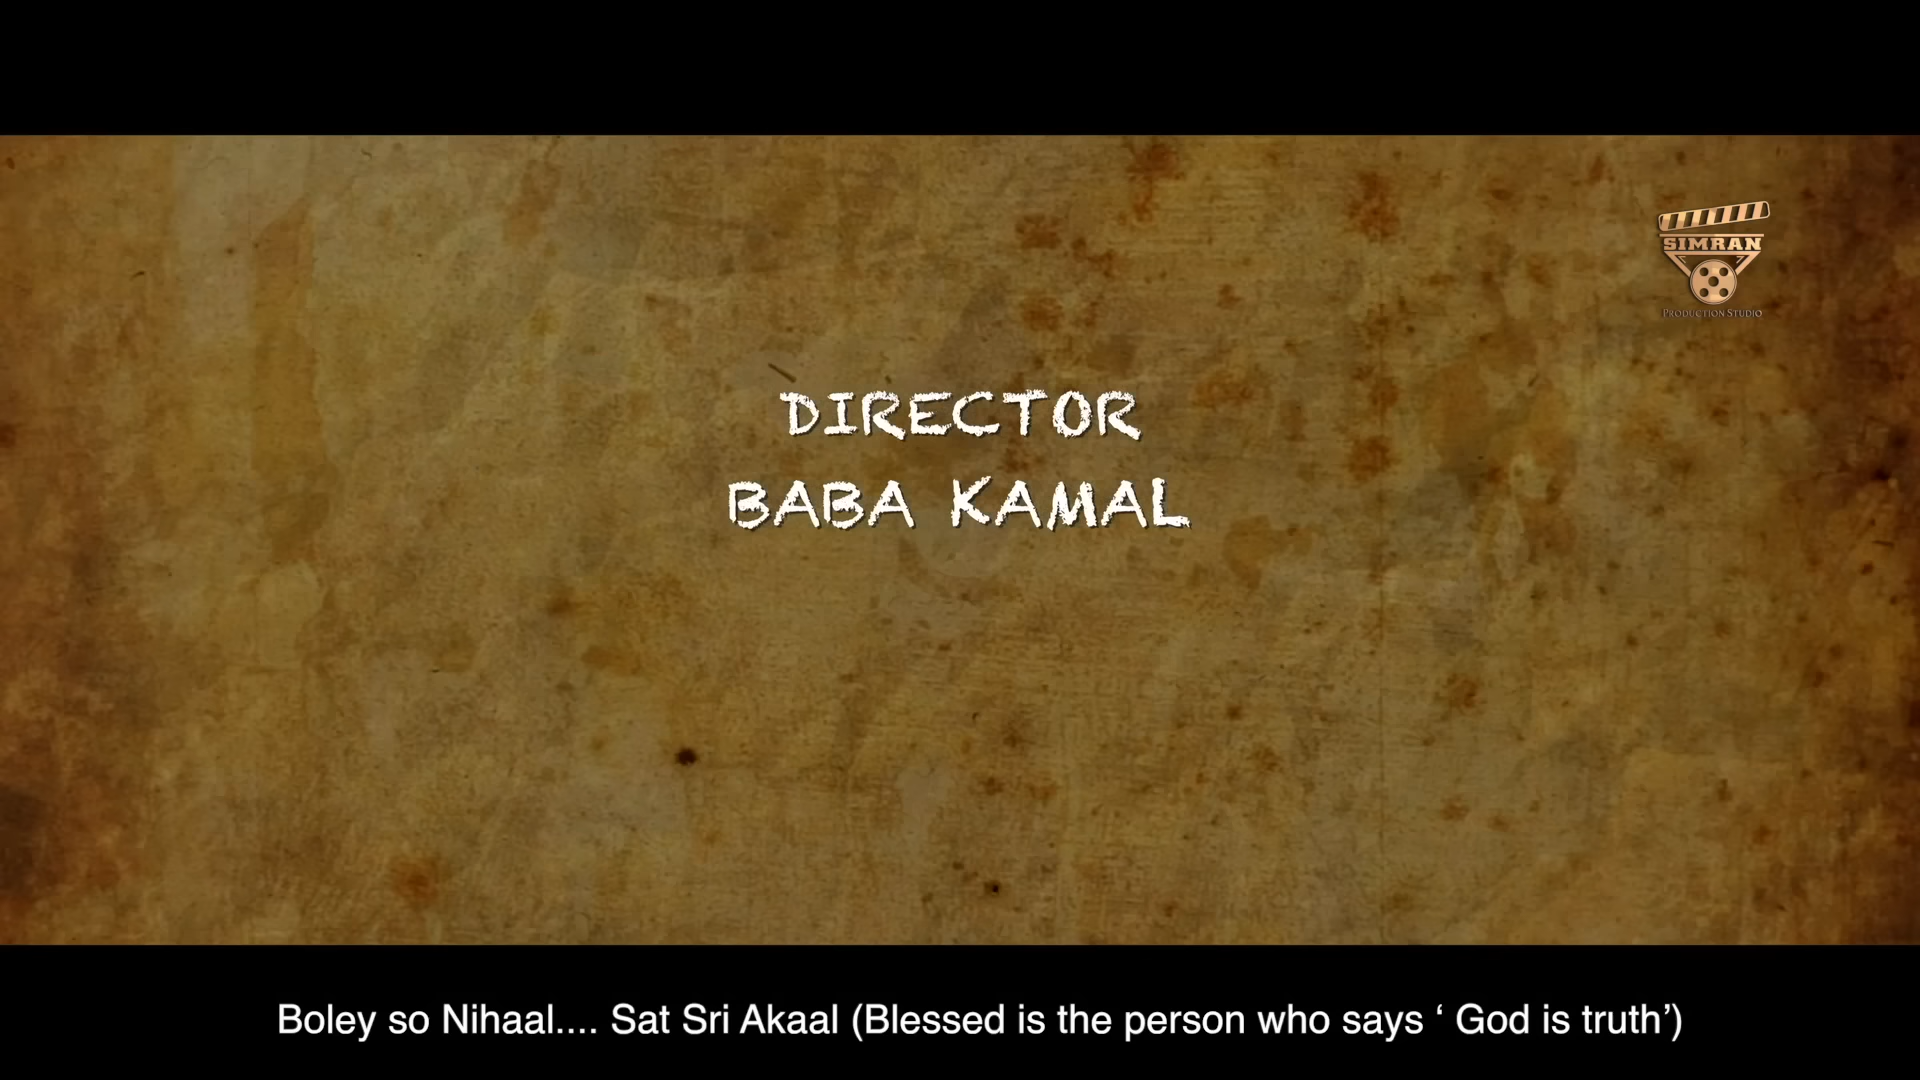 SIMRAN
PRODUCTION STUDIO
DIRECTOR
BABA KAMAL
Boley so Nihaal.... Sat Sri Akaal (Blessed is the person who says ‘ God is truth’)